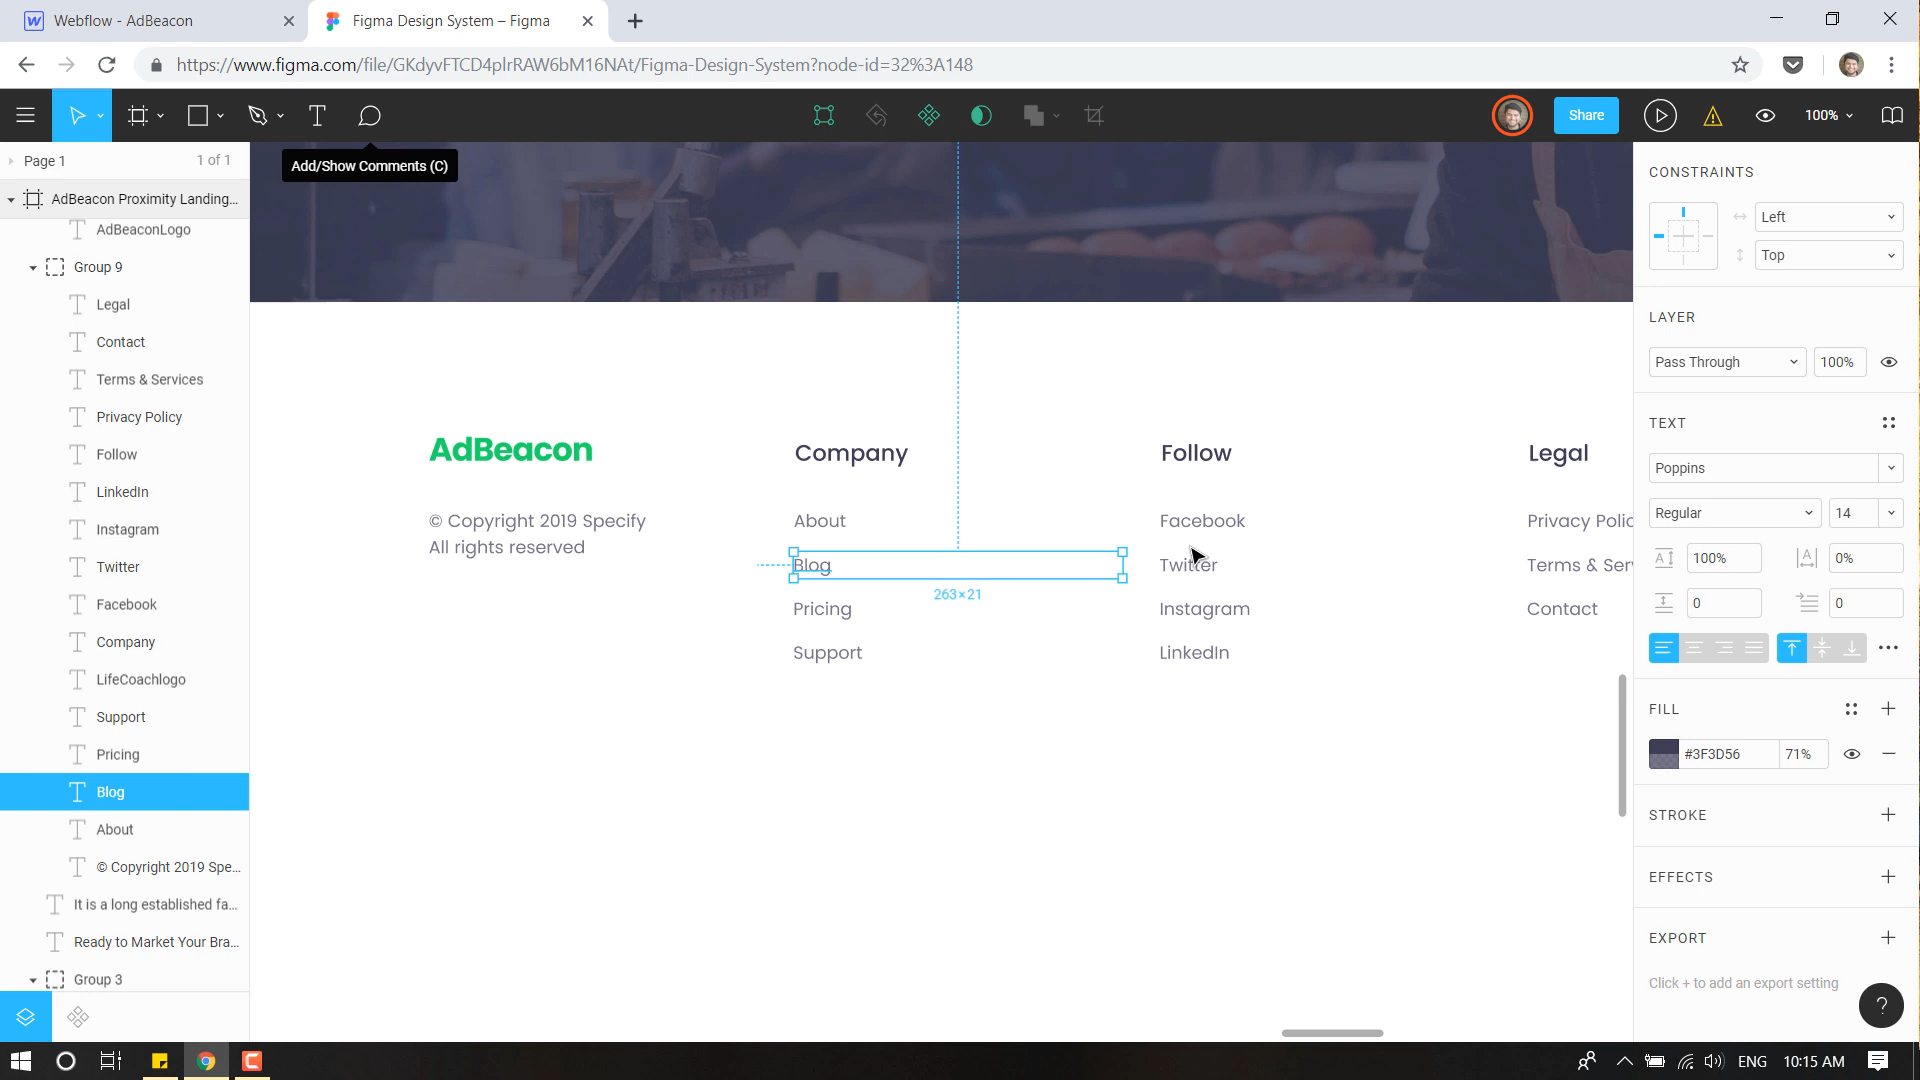 Webflow - AdBeacon
Figma Design System – Figma
https://www.figma.com/file/GKdyvFTCD4plrRAW6bM16NAt/Figma-Design-System?node-id=32%3A148
Share
100%
Add/Show Comments (C)
Page 1
1 of 1
AdBeacon Proximity Landing...
AdBeaconLogo
Group 9
Legal
Contact
Terms & Services
Privacy Policy
Follow
LinkedIn
Instagram
Twitter
Facebook
Company
LifeCoachlogo
Support
Pricing
Blog
About
© Copyright 2019 Spe...
It is a long established fa...
Ready to Market Your Bra...
Group 3
AdBeacon
© Copyright 2019 Specify
All rights reserved
Company
About
Blog
263×21
Pricing
Support
Follow
Facebook
Twitter
Instagram
LinkedIn
Legal
Privacy Polic
Terms & Ser
Contact
CONSTRAINTS
Left
Top
LAYER
Pass Through
100%
TEXT
Poppins
Regular
14
100%
0%
0
0
FILL
#3F3D56
71%
STROKE
EFFECTS
EXPORT
Click + to add an export setting
?
ENG
10:15 AM